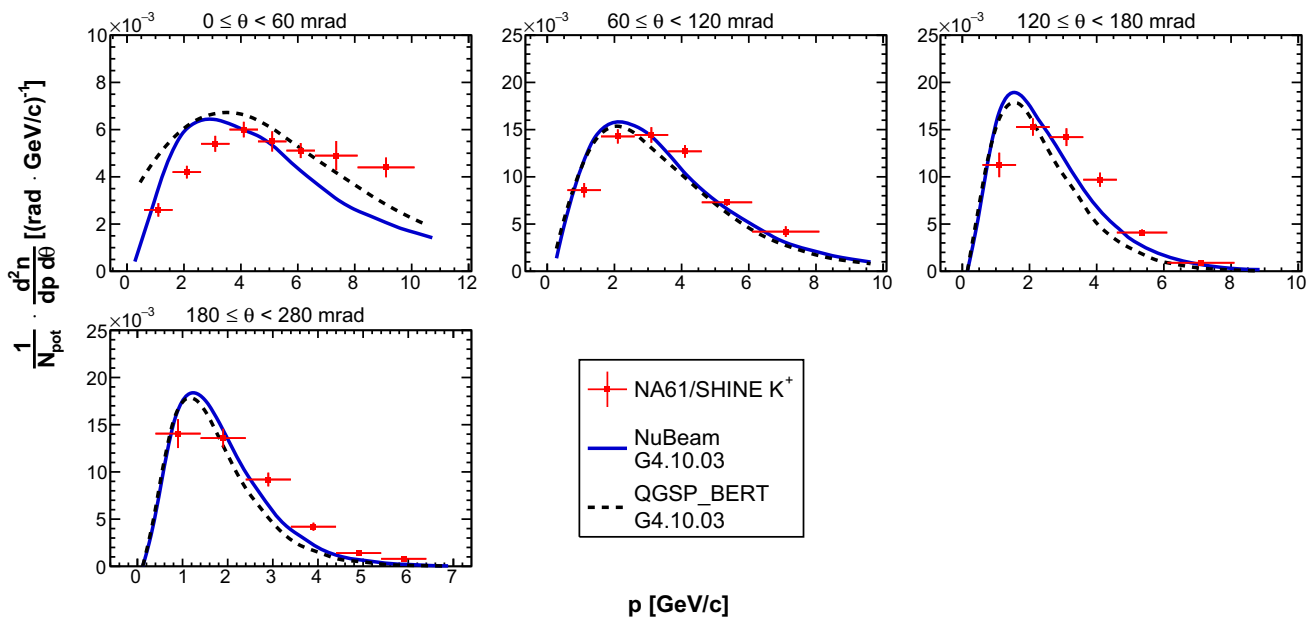 ×10⁻³ 0 ≤ θ < 60 mrad
10
8
6
4
2
0
0 2 4 6 8 10 12
×10⁻³ 60 ≤ θ < 120 mrad
25
20
15
10
5
0
0 2 4 6 8 10
×10⁻³ 120 ≤ θ < 180 mrad
25
20
15
10
5
0
0 2 4 6 8 10
1/N_pot · d²n/dp dθ [(rad · GeV/c)⁻¹]
×10⁻³ 180 ≤ θ < 280 mrad
25
20
15
10
5
0
0 1 2 3 4 5 6 7
NA61/SHINE K⁺
NuBeam
G4.10.03
QGSP_BERT
G4.10.03
p [GeV/c]